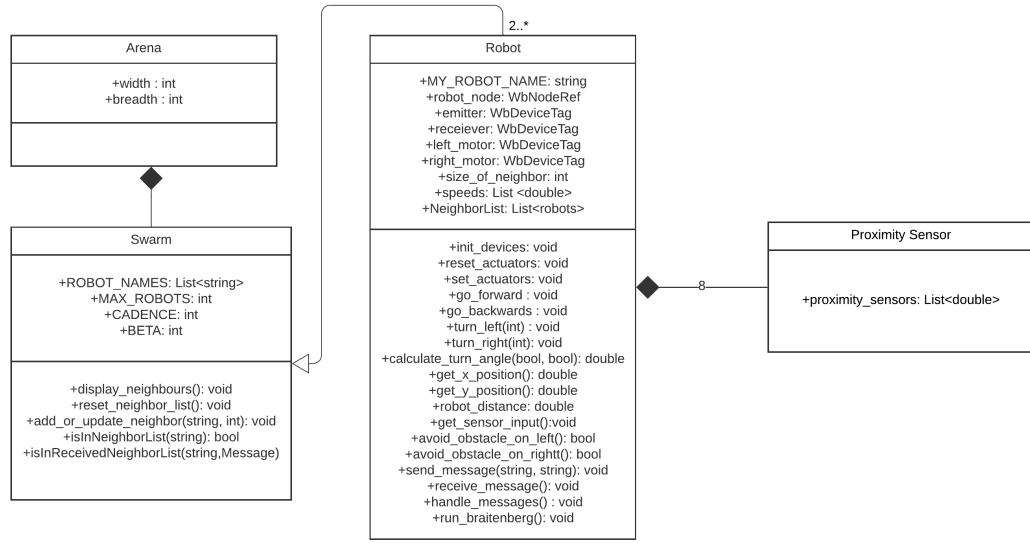 2..*
Arena
+width : int
+breadth : int
Swarm
+ROBOT_NAMES: List<string>
+MAX_ROBOTS: int
+CADENCE: int
+BETA: int
+display_neighbours(): void
+reset_neighbor_list(): void
+add_or_update_neighbor(string, int): void
+isInNeighborList(string): bool
+isInReceivedNeighborList(string,Message)
Robot
+MY_ROBOT_NAME: string
+robot_node: WbNodeRef
+emitter: WbDeviceTag
+receiever: WbDeviceTag
+left_motor: WbDeviceTag
+right_motor: WbDeviceTag
+size_of_neighbor: int
+speeds: List <double>
+NeighborList: List<robots>
+init_devices: void
+reset_actuators: void
+set_actuators: void
+go_forward : void
+go_backwards : void
+turn_left(int) : void
+turn_right(int): void
+calculate_turn_angle(bool, bool): double
+get_x_position(): double
+get_y_position(): double
+robot_distance: double
+get_sensor_input():void
+avoid_obstacle_on_left(): bool
+avoid_obstacle_on_rightt(): bool
+send_message(string, string): void
+receive_message(): void
+handle_messages() : void
+run_braitenberg(): void
8
Proximity Sensor
+proximity_sensors: List<double>